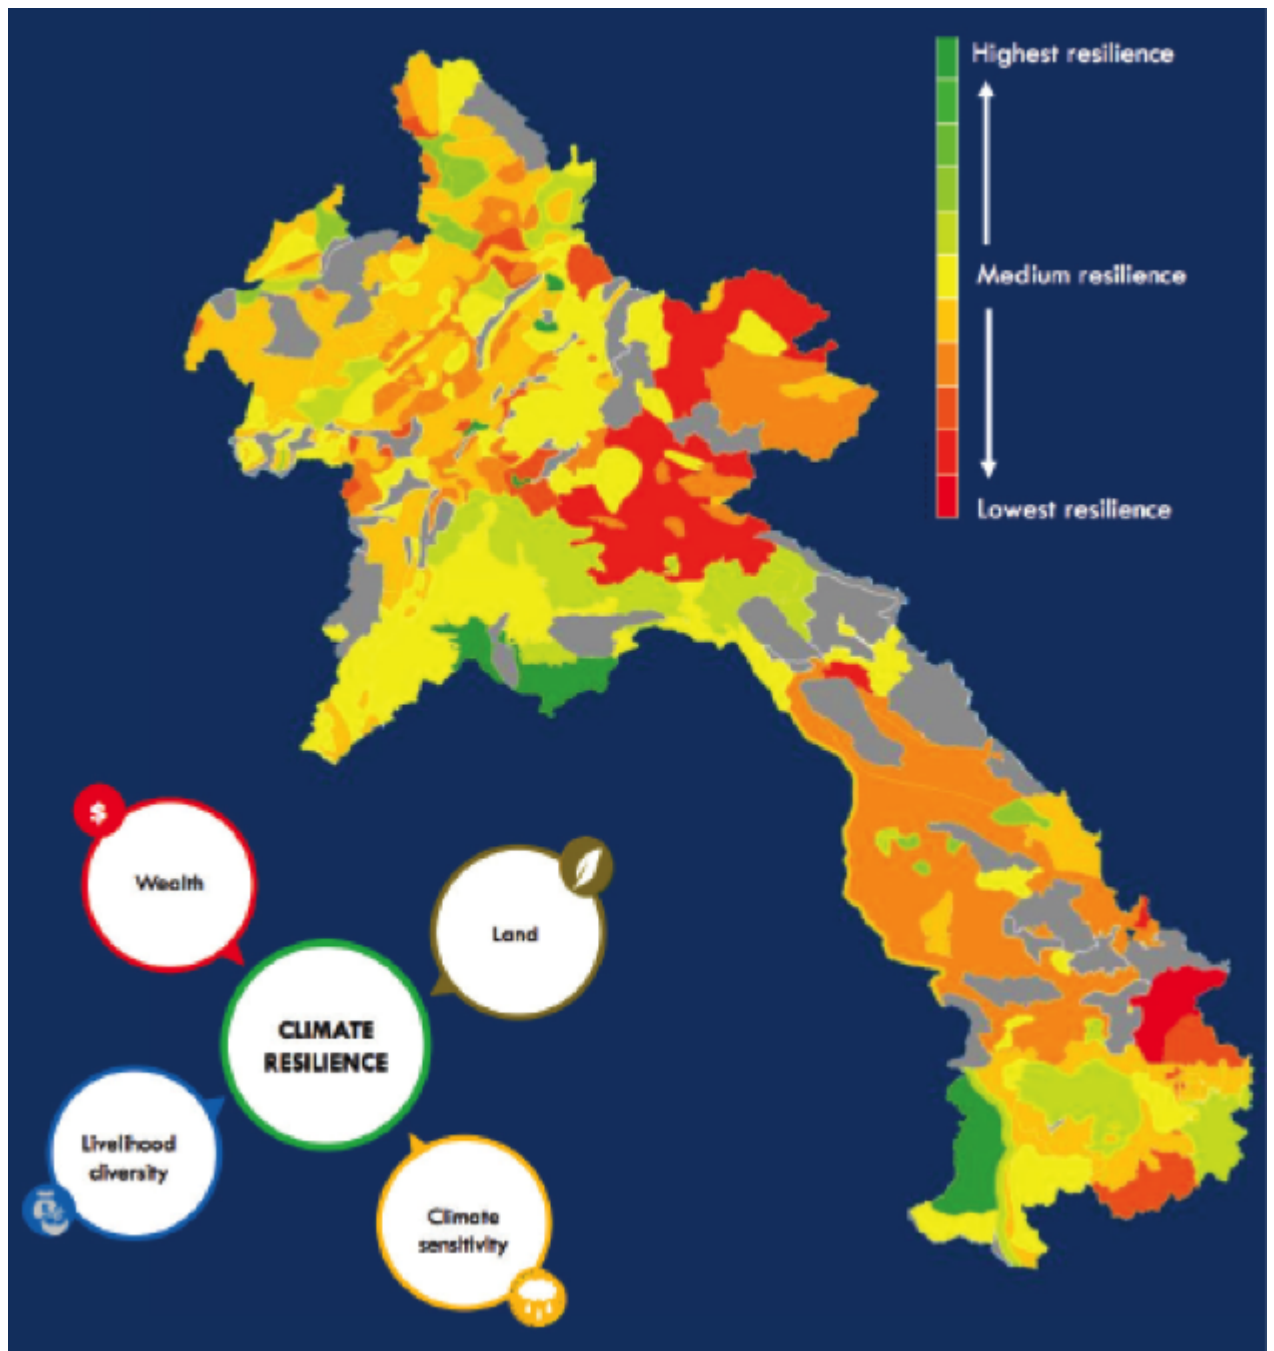 Highest resilience
Medium resilience
Lowest resilience
$
Wealth
Land
CLIMATE
RESILIENCE
Livelihood
diversity
Climate
sensitivity